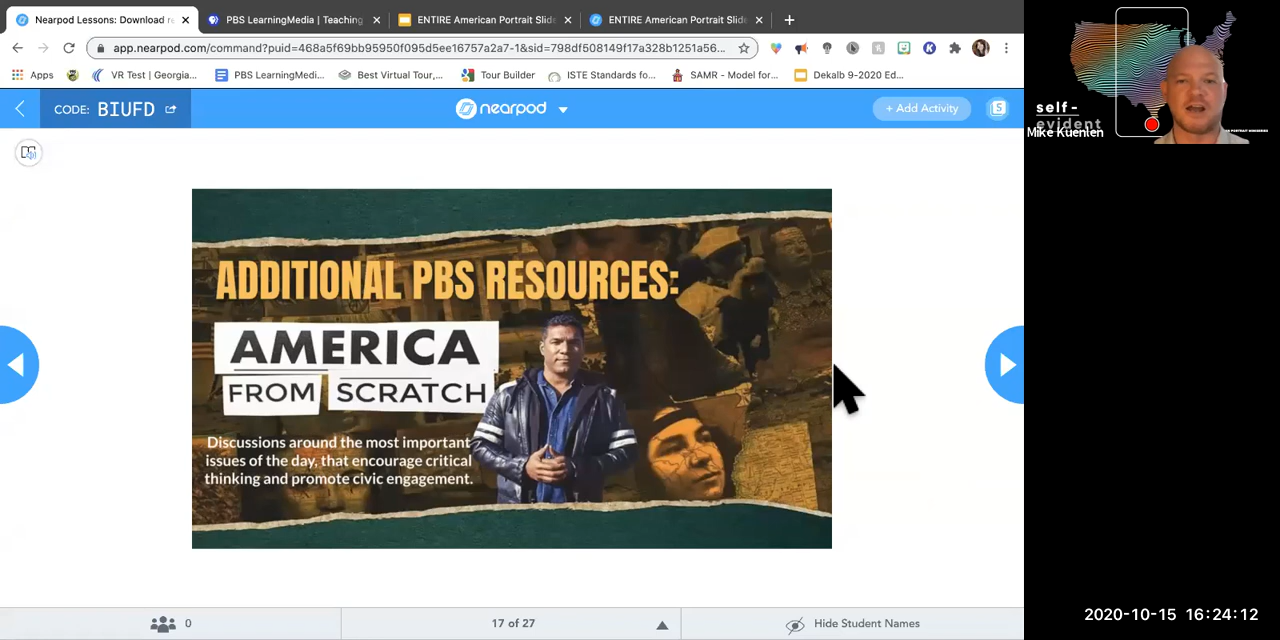 Nearpod Lessons: Download re
PBS LearningMedia | Teaching
ENTIRE American Portrait Slide
ENTIRE American Portrait Slide
app.nearpod.com/command?puid=468a5f69bb95950f095d5ee16757a2a7-1&sid=798df508149f17a328b1251a56...
Apps
VR Test | Georgia...
PBS LearningMedi...
Best Virtual Tour,...
Tour Builder
ISTE Standards fo...
SAMR - Model for...
Dekalb 9-2020 Ed...
CODE: BIUFD
nearpod
+ Add Activity
S
ADDITIONAL PBS RESOURCES:
AMERICA
FROM SCRATCH
Discussions around the most important
issues of the day, that encourage critical
thinking and promote civic engagement.
0
17 of 27
Hide Student Names
self-
evident
Mike Kuenlen
2020-10-15 16:24:12